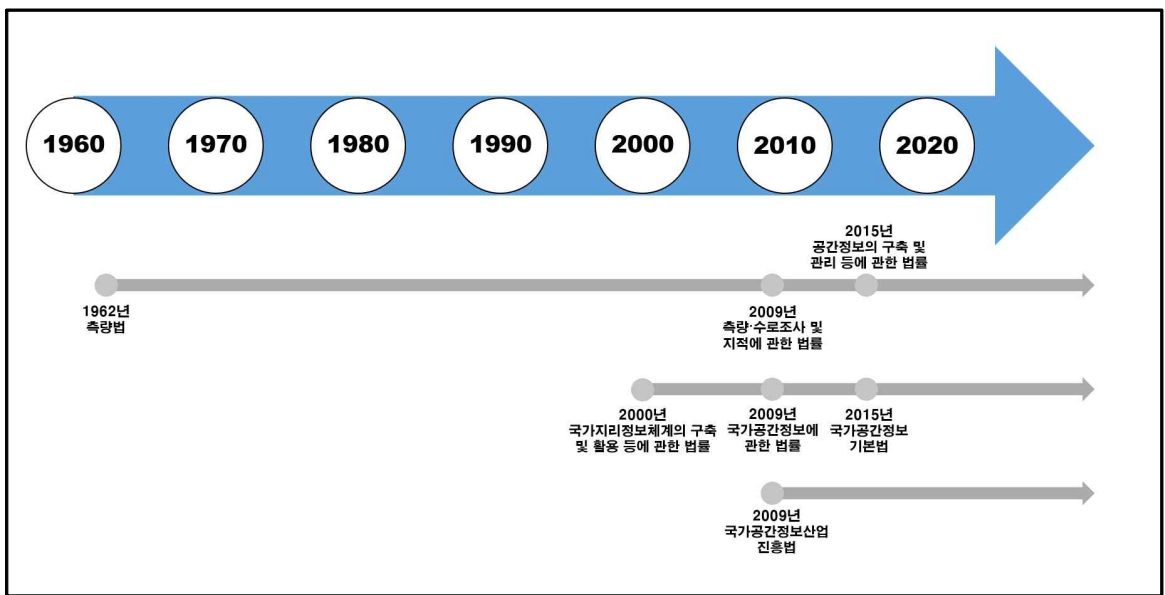 1960
1970
1980
1990
2000
2010
2020
2015년
공간정보의 구축 및
관리 등에 관한 법률
1962년
측량법
2009년
측량·수로조사 및
지적에 관한 법률
2000년
국가지리정보체계의 구축
및 활용 등에 관한 법률
2009년
국가공간정보에
관한 법률
2015년
국가공간정보
기본법
2009년
국가공간정보산업
진흥법